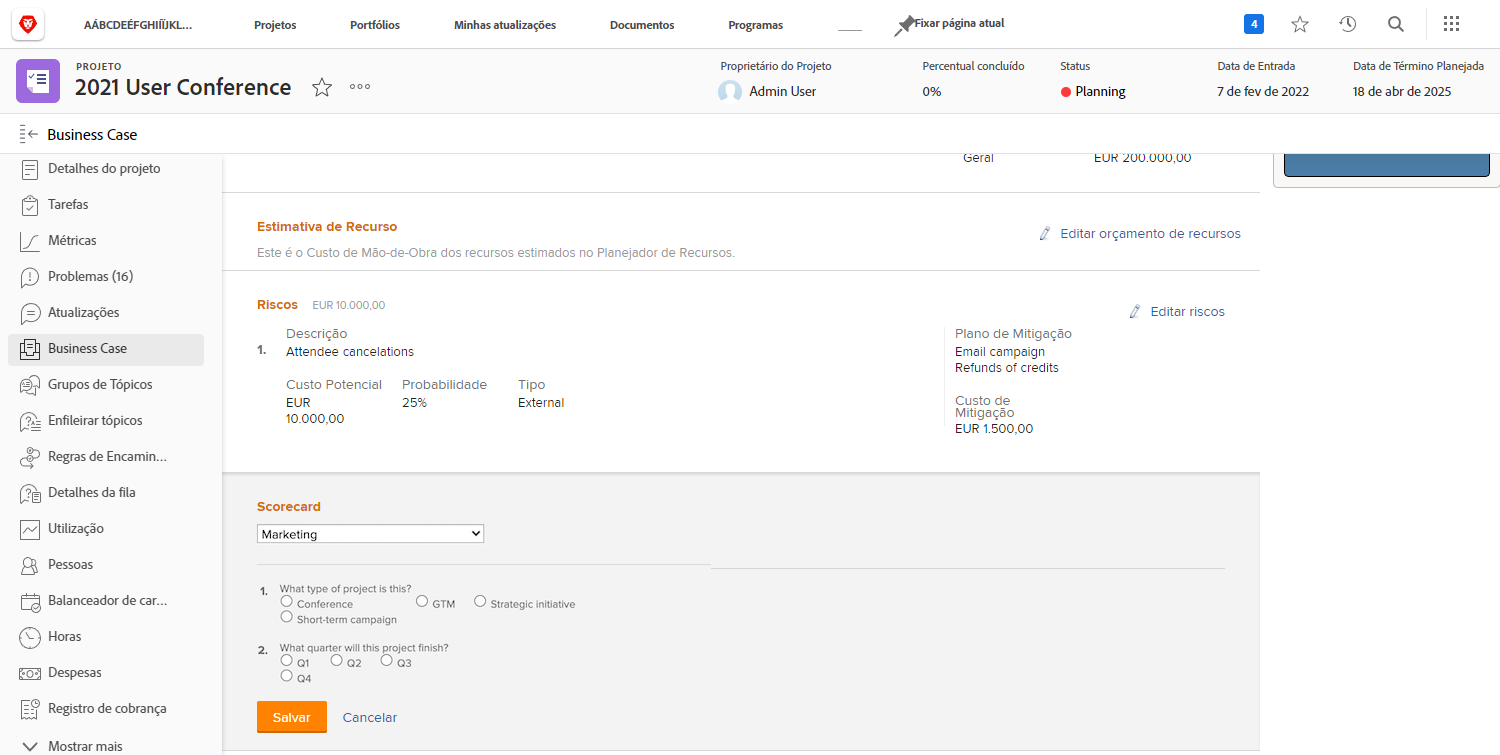 AÁBCDEÉFGHIÍÏJKL...
Projetos
Portfólios
Minhas atualizações
Documentos
Programas
Fixar página atual
4
PROJETO
2021 User Conference
Proprietário do Projeto
Admin User
Percentual concluído
0%
Status
Planning
Data de Entrada
7 de fev de 2022
Data de Término Planejada
18 de abr de 2025
Business Case
Detalhes do projeto
Tarefas
Métricas
Problemas (16)
Atualizações
Business Case
Grupos de Tópicos
Enfileirar tópicos
Regras de Encamin...
Detalhes da fila
Utilização
Pessoas
Balanceador de car...
Horas
Despesas
Registro de cobrança
Mostrar mais
Geral EUR 200.000,00
Estimativa de Recurso
Editar orçamento de recursos
Este é o Custo de Mão-de-Obra dos recursos estimados no Planejador de Recursos.
Riscos EUR 10.000,00
Editar riscos
1.
Descrição
Attendee cancelations
Custo Potencial
EUR
10.000,00
Probabilidade
25%
Tipo
External
Plano de Mitigação
Email campaign
Refunds of credits
Custo de
Mitigação
EUR 1.500,00
Scorecard
Marketing
1. What type of project is this?
Conference GTM Strategic initiative
Short-term campaign
2. What quarter will this project finish?
Q1 Q2 Q3
Q4
Salvar Cancelar